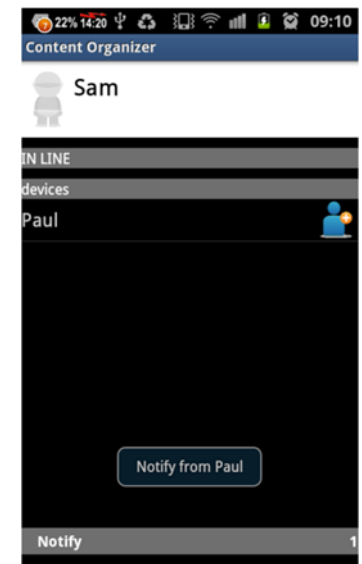 22% 14:20 09:10
Content Organizer
Sam
IN LINE
devices
Paul
Notify from Paul
Notify 1